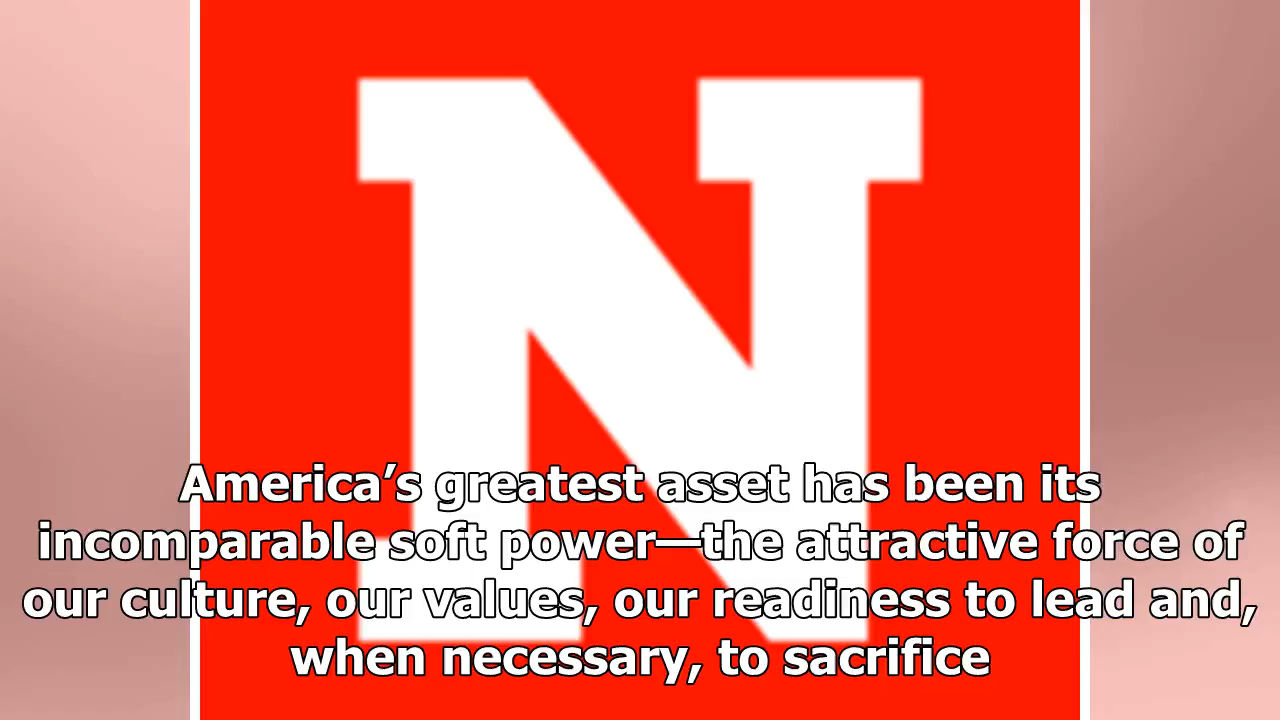 N
America’s greatest asset has been its
incomparable soft power—the attractive force of
our culture, our values, our readiness to lead and,
when necessary, to sacrifice